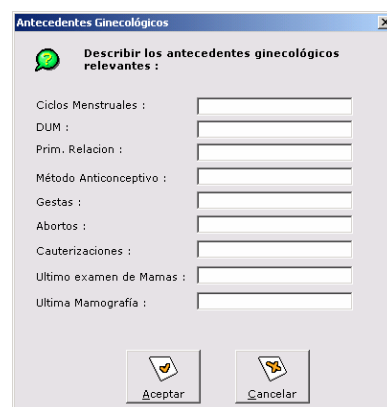 Antecedentes Ginecológicos
Describir los antecedentes ginecológicos
relevantes :
Ciclos Menstruales :
DUM :
Prim. Relacion :
Método Anticonceptivo :
Gestas :
Abortos :
Cauterizaciones :
Ultimo examen de Mamas :
Ultima Mamografía :
Aceptar
Cancelar